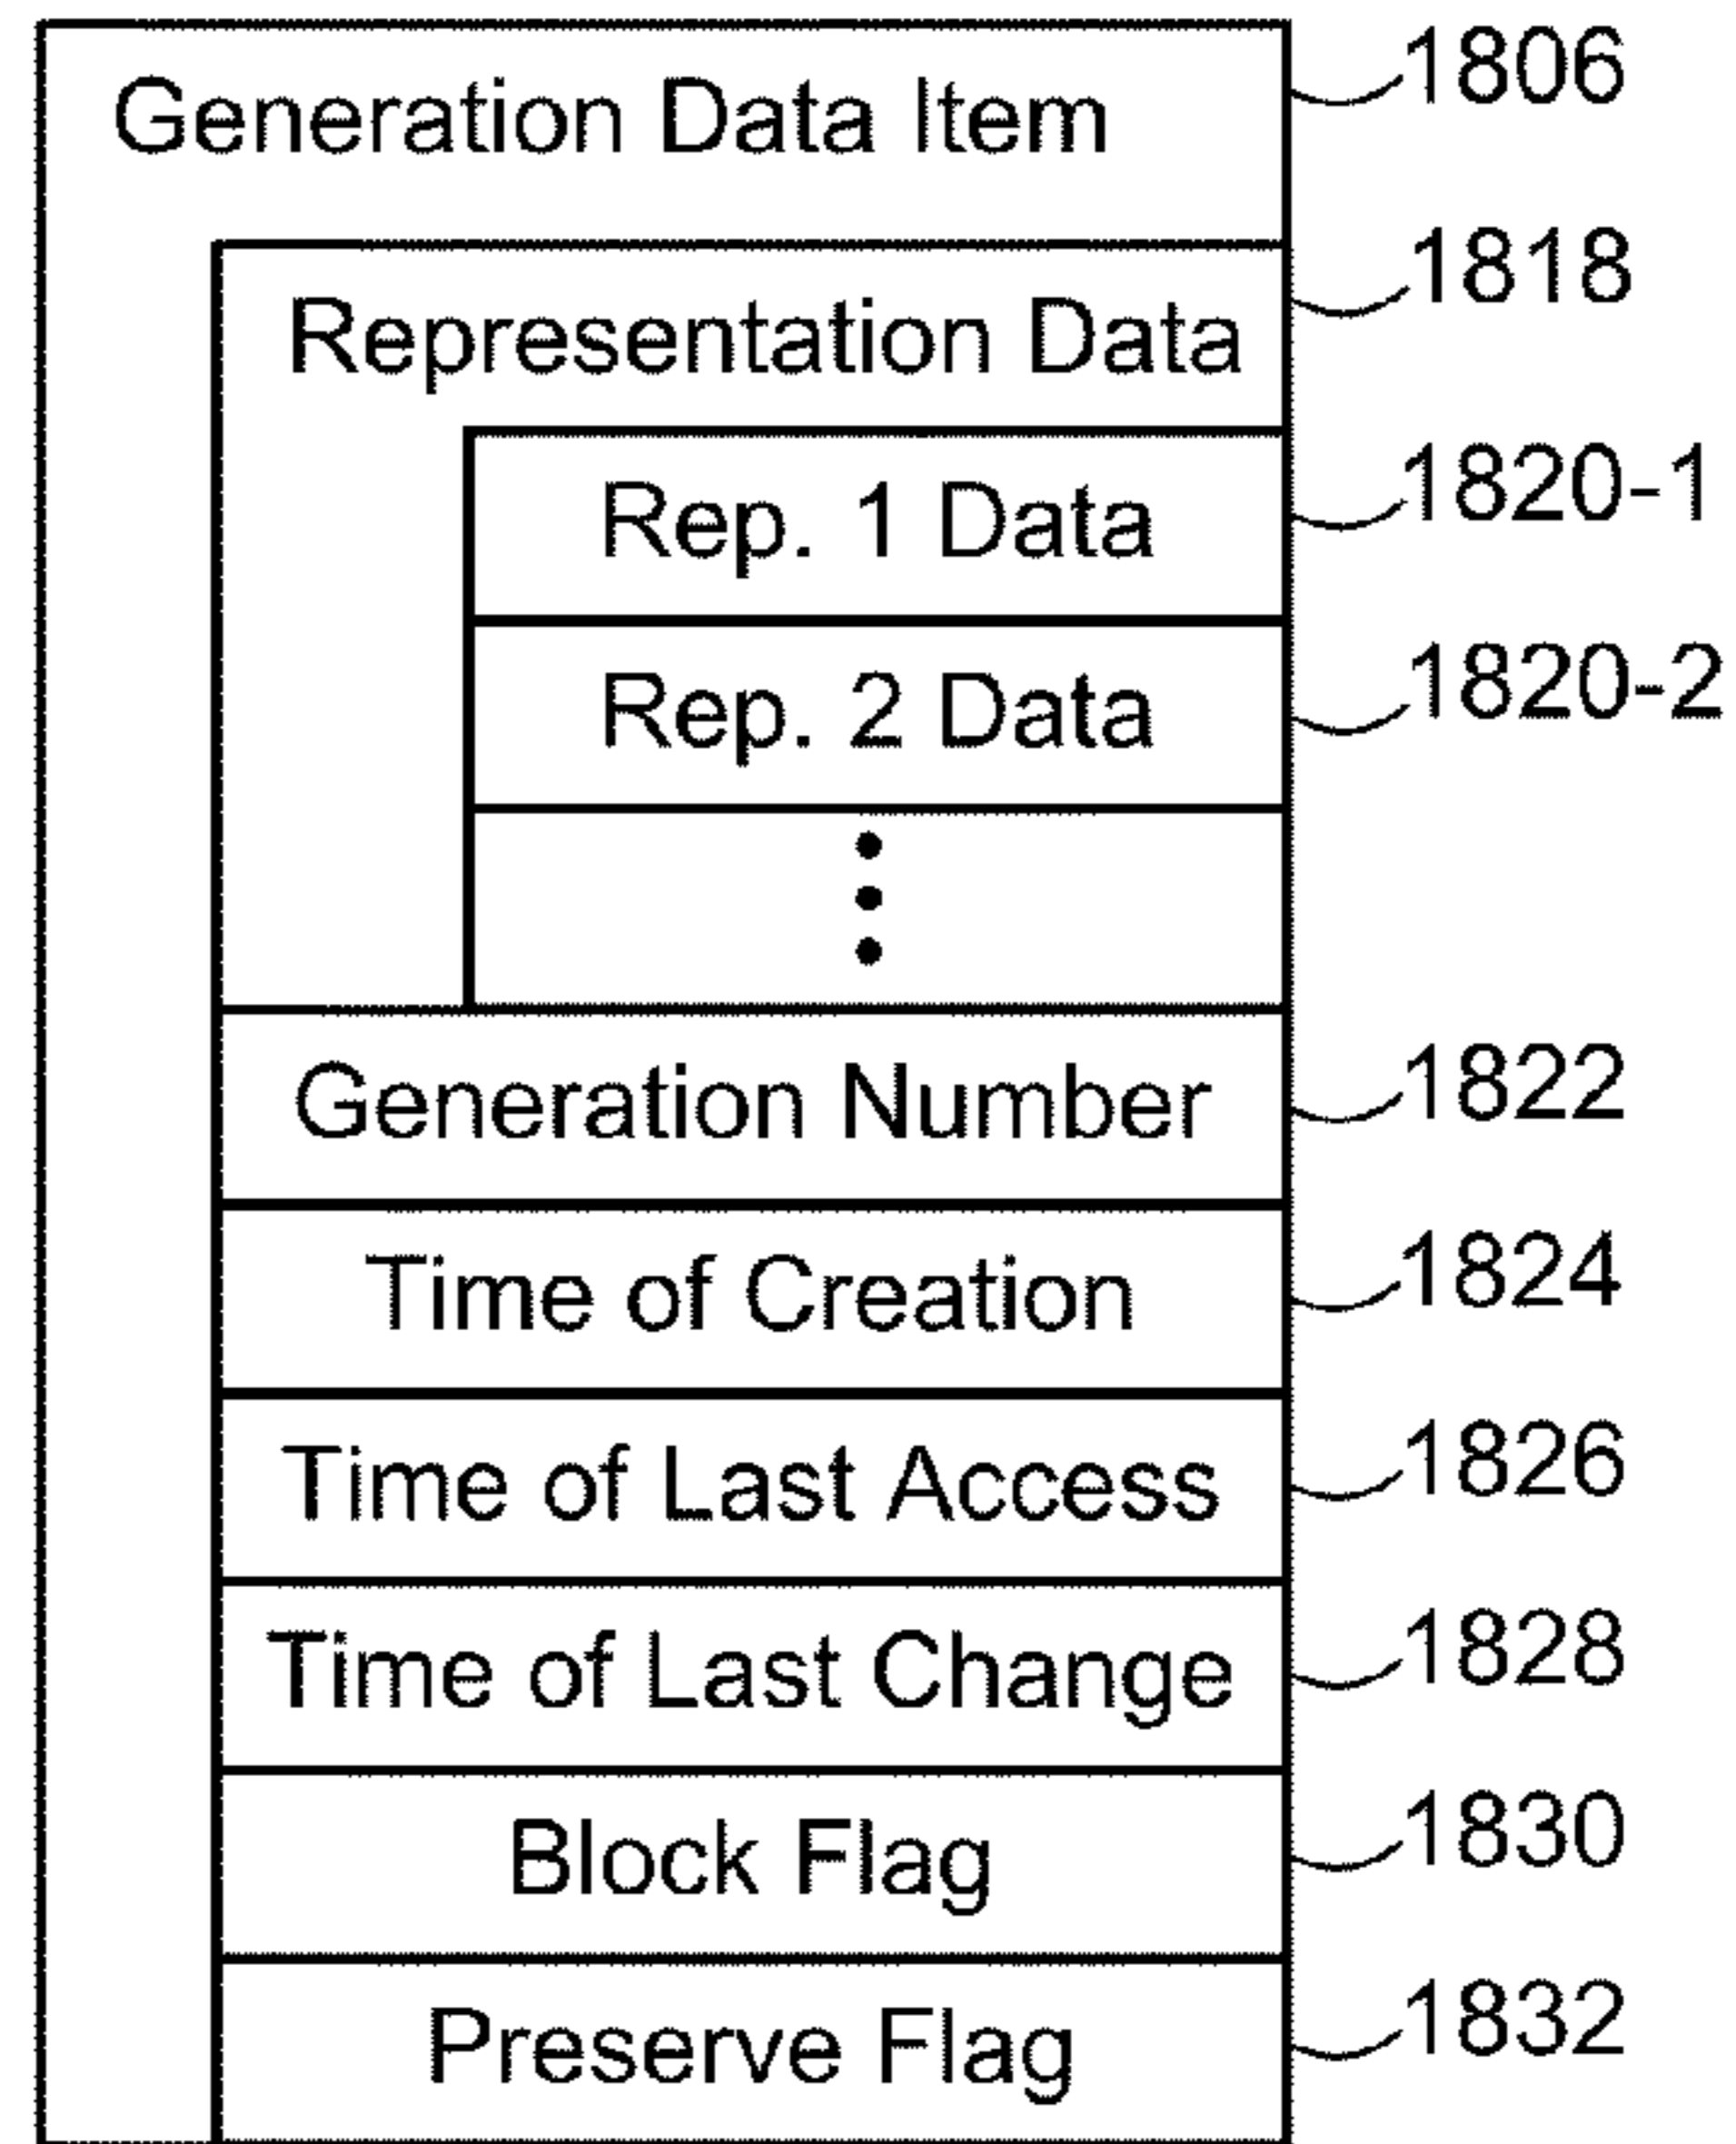 Generation Data Item 1806
Representation Data 1818
Rep. 1 Data 1820-1
Rep. 2 Data 1820-2
Generation Number 1822
Time of Creation 1824
Time of Last Access 1826
Time of Last Change 1828
Block Flag 1830
Preserve Flag 1832